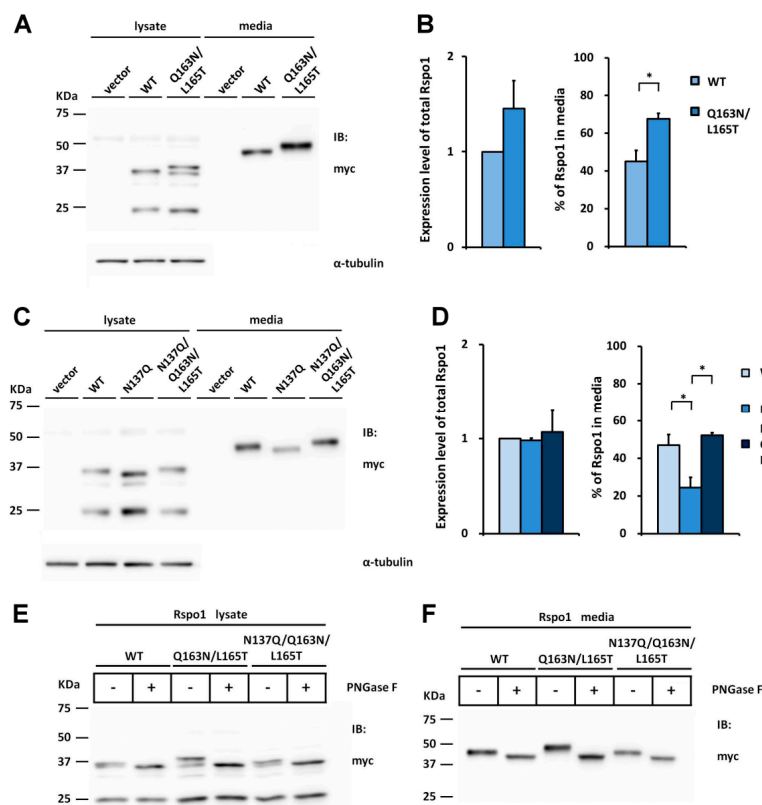 A
lysate
media
vector
WT
Q163N/
L165T
vector
WT
Q163N/
L165T
KDa
75
37
25
IB:
myc
α-tubulin
B
Expression level of total Rspo1
2
1
0
% of Rspo1 in media
100
80
60
40
20
0
*
WT
Q163N/
L165T
C
lysate
media
vector
WT
N137Q
N137Q/
Q163N/
L165T
vector
WT
N137Q
N137Q/
Q163N/
L165T
KDa
75
50
37
25
IB:
myc
α-tubulin
D
Expression level of total Rspo1
2
1
0
% of Rspo1 in media
100
80
60
40
20
0
*
*
E
Rspo1 lysate
WT
Q163N/L165T
N137Q/Q163N/
L165T
KDa
- + - + - +
PNGase F
75
50
37
25
IB:
myc
F
Rspo1 media
WT
Q163N/L165T
N137Q/Q163N/
L165T
KDa
- + - + - +
PNGase F
75
50
37
25
IB:
myc